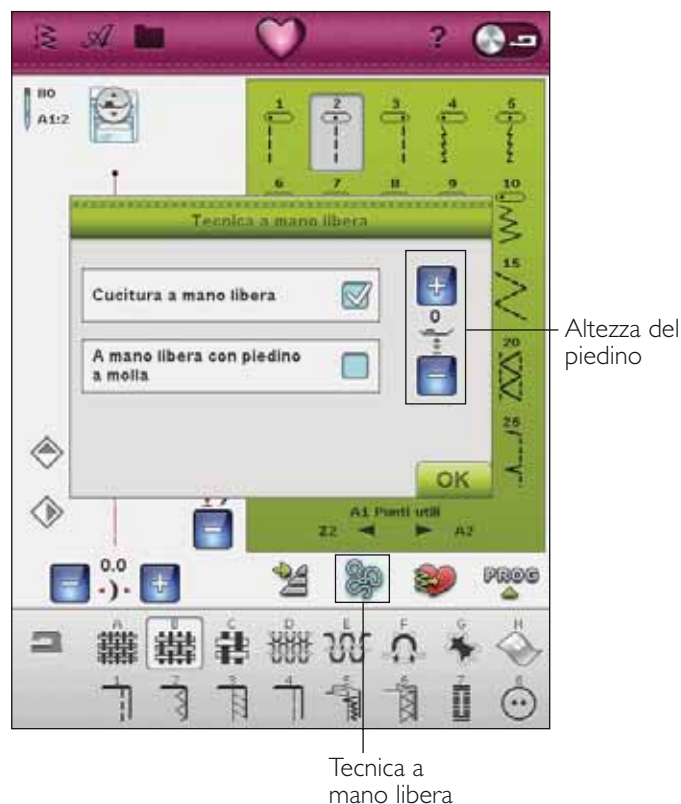 ?
80
A1:2
1 2 3 4 5
6 7 8 9 10
Tecnica a mano libera
15
Cucitura a mano libera
0
20
A mano libera con piedino
a molla
25
OK
A1 Punti utili
Z2 A2
0.0
PROG
A B C D E F G H
1 2 3 4 5 6 7 8
Altezza del
piedino
Tecnica a
mano libera